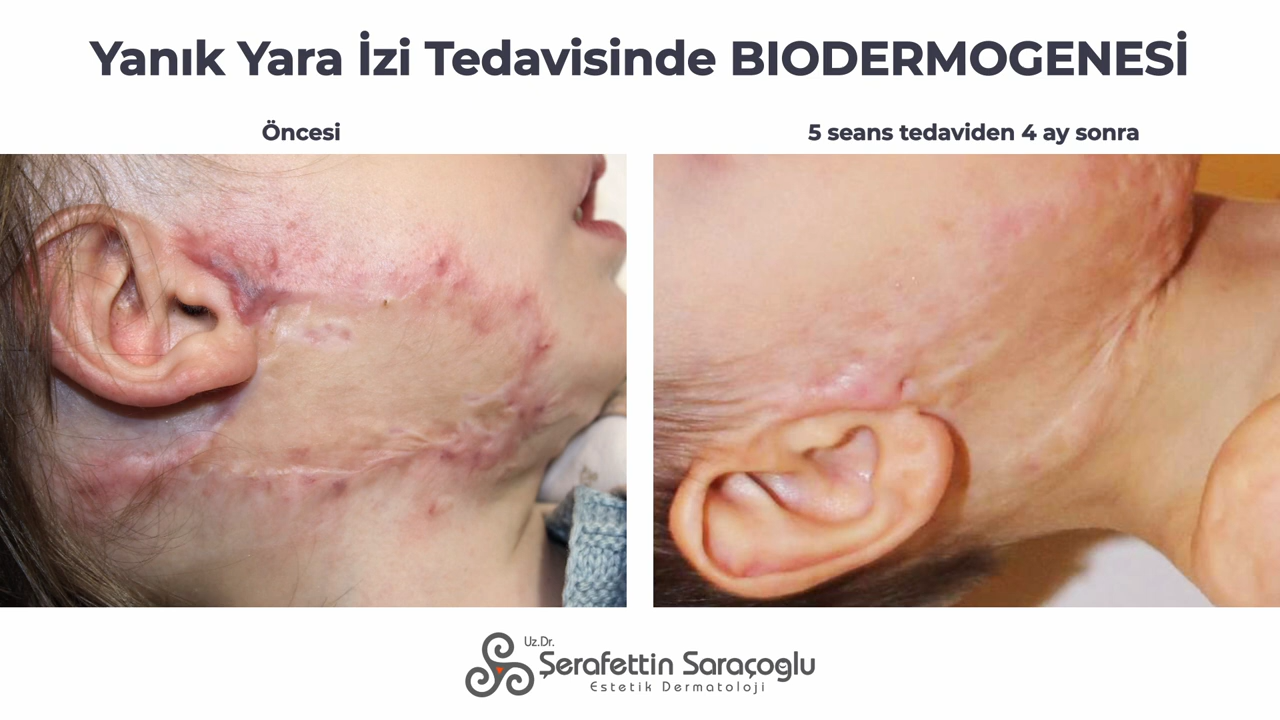 Yanık Yara İzi Tedavisinde BIODERMOGENESİ
Öncesi
5 seans tedaviden 4 ay sonra
Uz.Dr.
Şerafettin Saraçoglu
Estetik Dermatoloji